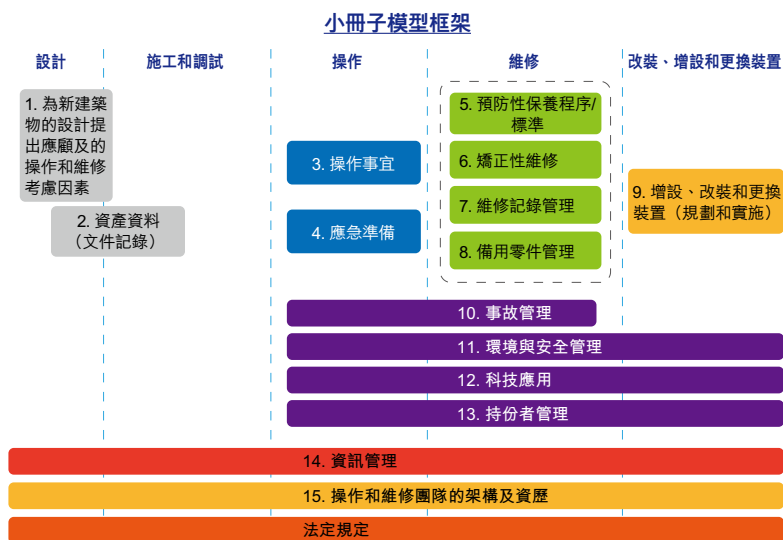 小冊子模型框架
設計
施工和調試
操作
維修
改裝、增設和更換裝置
1. 為新建築
物的設計提
出應顧及的
操作和維修
考慮因素
2. 資產資料
（文件記錄）
3. 操作事宜
4. 應急準備
5. 預防性保養程序/
標準
6. 矯正性維修
7. 維修記錄管理
8. 備用零件管理
9. 增設、改裝和更換
裝置（規劃和實施）
10. 事故管理
11. 環境與安全管理
12. 科技應用
13. 持份者管理
14. 資訊管理
15. 操作和維修團隊的架構及資歷
法定規定